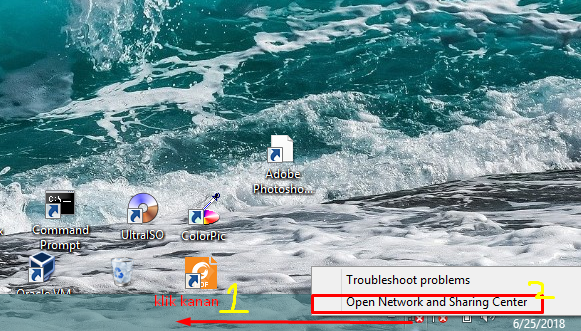 Adobe
Photosho...
Command
Prompt
UltraISO
ColorPic
Oracle VM
klik kanan 1
Troubleshoot problems 2
Open Network and Sharing Center
6/25/2018